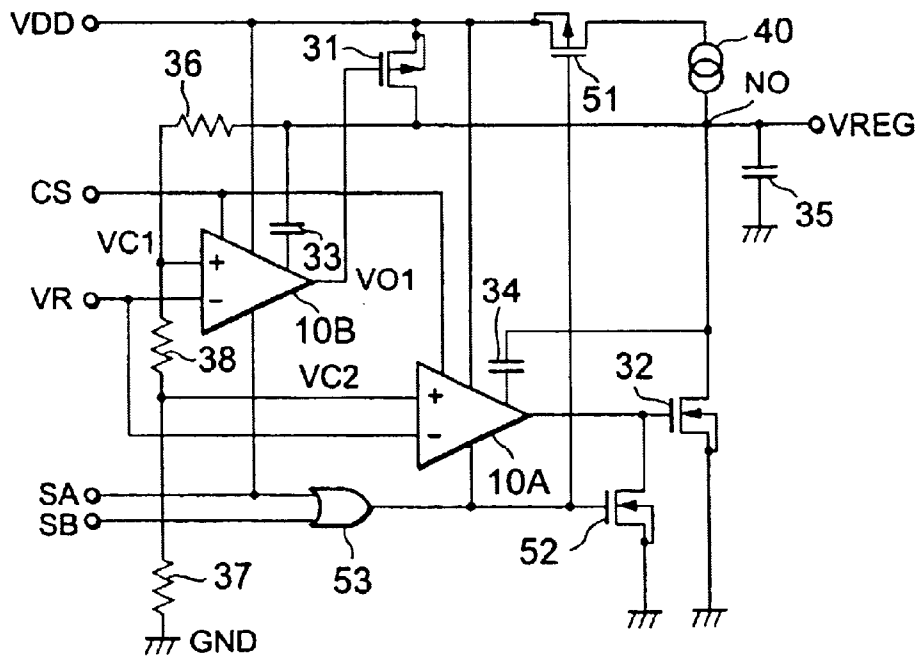 VDD
31
40
36
51
NO
VREG
CS
35
VC1
+
33
VO1
VR
−
10B
34
38
VC2
32
+
−
10A
SA
SB
52
53
37
GND